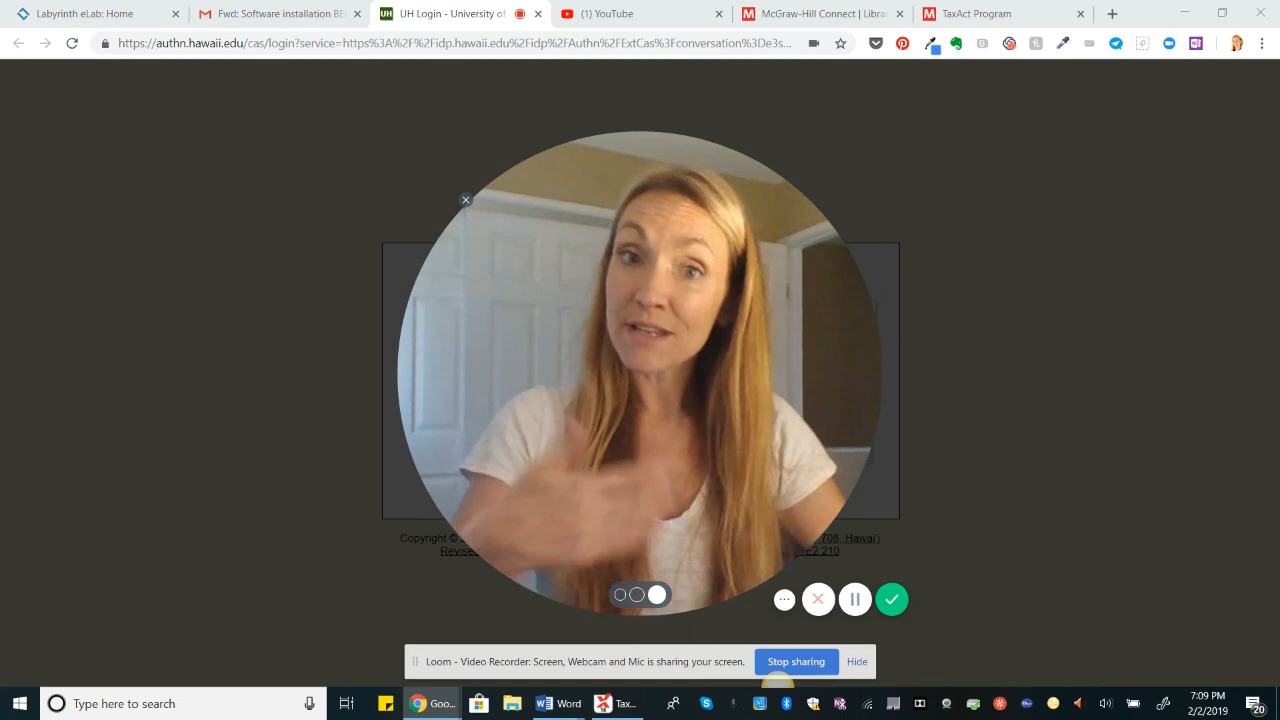 Labyrinth eLab: Home
Fwd: Software installation BE
UH Login - University of
(1) YouTube
McGraw-Hill Connect | Libra
TaxAct Program
https://authn.hawaii.edu/cas/login?service=https%3A%2F%2Fidp.hawaii.edu%2Fidp%2FAuthn%2FExtCas%3Fconversation%3De3s...
Copyright ©
708, Hawai'i
Revise
Loom - Video Recorder: Screen, Webcam and Mic is sharing your screen.
Stop sharing
Hide
Type here to search
Goo...
Word
Tax...
7:09 PM
2/2/2019
20